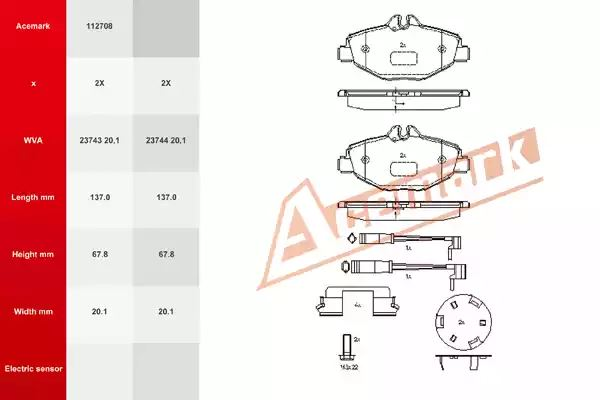 Acemark 112708
x 2X 2X
WVA 23743 20,1 23744 20,1
Length mm 137.0 137.0
Height mm 67.8 67.8
Width mm 20.1 20.1
Electric sensor
2x
2x
1x
1x
4x
2x
Acemark